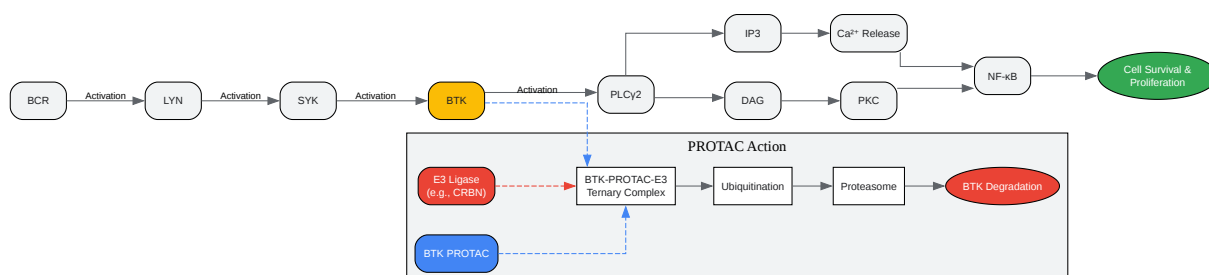 IP3
Ca²⁺ Release
BCR
Activation
LYN
Activation
SYK
Activation
BTK
Activation
PLCγ2
DAG
PKC
NF-κB
Cell Survival &
Proliferation
PROTAC Action
E3 Ligase
(e.g., CRBN)
BTK-PROTAC-E3
Ternary Complex
Ubiquitination
Proteasome
BTK Degradation
BTK PROTAC